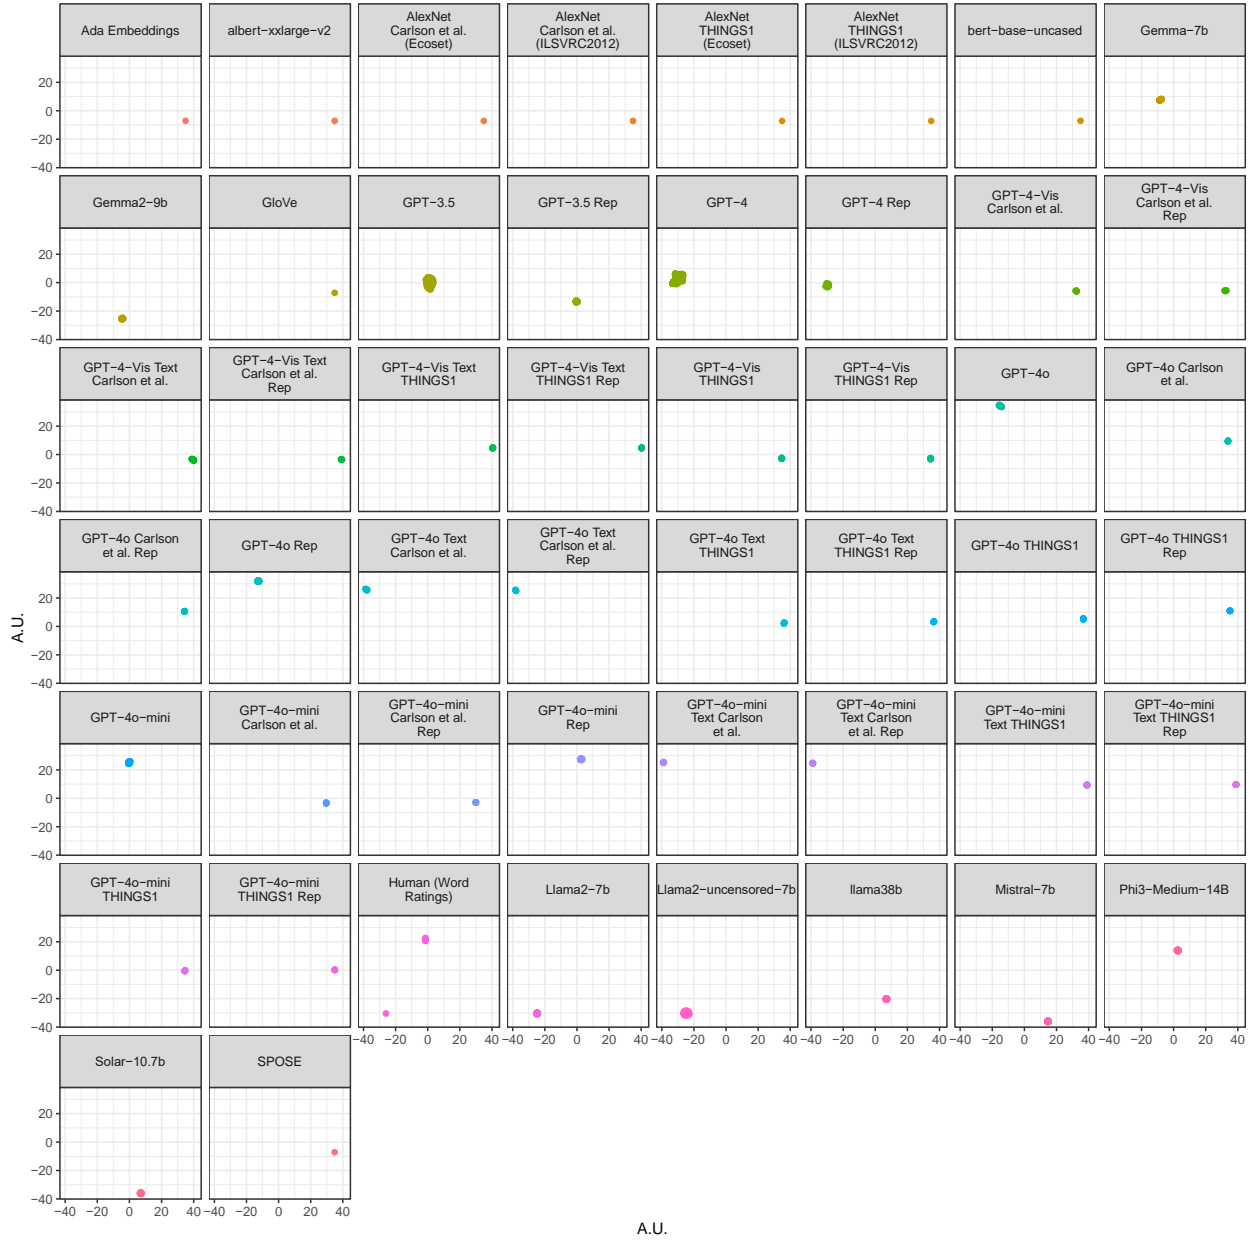 Ada Embeddings
albert−xxlarge−v2
AlexNet
Carlson et al.
(Ecoset)
AlexNet
Carlson et al.
(ILSVRC2012)
AlexNet
THINGS1
(Ecoset)
AlexNet
THINGS1
(ILSVRC2012)
bert−base−uncased
Gemma−7b
20
0
−20
−40
Gemma2−9b
GloVe
GPT−3.5
GPT−3.5 Rep
GPT−4
GPT−4 Rep
GPT−4−Vis
Carlson et al.
GPT−4−Vis
Carlson et al.
Rep
20
0
−20
−40
GPT−4−Vis Text
Carlson et al.
GPT−4−Vis Text
Carlson et al.
Rep
GPT−4−Vis Text
THINGS1
GPT−4−Vis Text
THINGS1 Rep
GPT−4−Vis
THINGS1
GPT−4−Vis
THINGS1 Rep
GPT−4o
GPT−4o Carlson
et al.
20
0
−20
−40
GPT−4o Carlson
et al. Rep
GPT−4o Rep
GPT−4o Text
Carlson et al.
GPT−4o Text
Carlson et al.
Rep
GPT−4o Text
THINGS1
GPT−4o Text
THINGS1 Rep
GPT−4o THINGS1
GPT−4o THINGS1
Rep
20
0
−20
−40
A.U.
GPT−4o−mini
GPT−4o−mini
Carlson et al.
GPT−4o−mini
Carlson et al.
Rep
GPT−4o−mini
Rep
GPT−4o−mini
Text Carlson
et al.
GPT−4o−mini
Text Carlson
et al. Rep
GPT−4o−mini
Text THINGS1
GPT−4o−mini
Text THINGS1
Rep
20
0
−20
−40
GPT−4o−mini
THINGS1
GPT−4o−mini
THINGS1 Rep
Human (Word
Ratings)
Llama2−7b
Llama2−uncensored−7b
llama38b
Mistral−7b
Phi3−Medium−14B
20
0
−20
−40
−40 −20 0 20 40 −40 −20 0 20 40 −40 −20 0 20 40 −40 −20 0 20 40 −40 −20 0 20 40 −40 −20 0 20 40
Solar−10.7b
SPOSE
20
0
−20
−40
−40 −20 0 20 40 −40 −20 0 20 40
A.U.